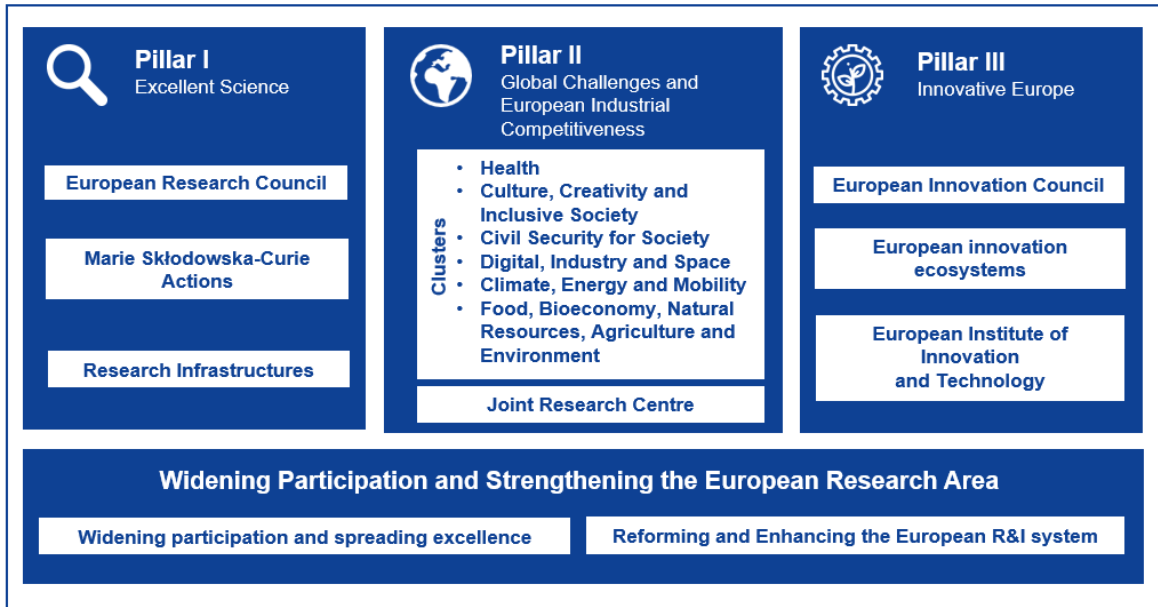 Pillar I
Excellent Science
European Research Council
Marie Skłodowska-Curie
Actions
Research Infrastructures
Pillar II
Global Challenges and
European Industrial
Competitiveness
Clusters
• Health
• Culture, Creativity and
Inclusive Society
• Civil Security for Society
• Digital, Industry and Space
• Climate, Energy and Mobility
• Food, Bioeconomy, Natural
Resources, Agriculture and
Environment
Joint Research Centre
Pillar III
Innovative Europe
European Innovation Council
European innovation
ecosystems
European Institute of
Innovation
and Technology
Widening Participation and Strengthening the European Research Area
Widening participation and spreading excellence
Reforming and Enhancing the European R&I system